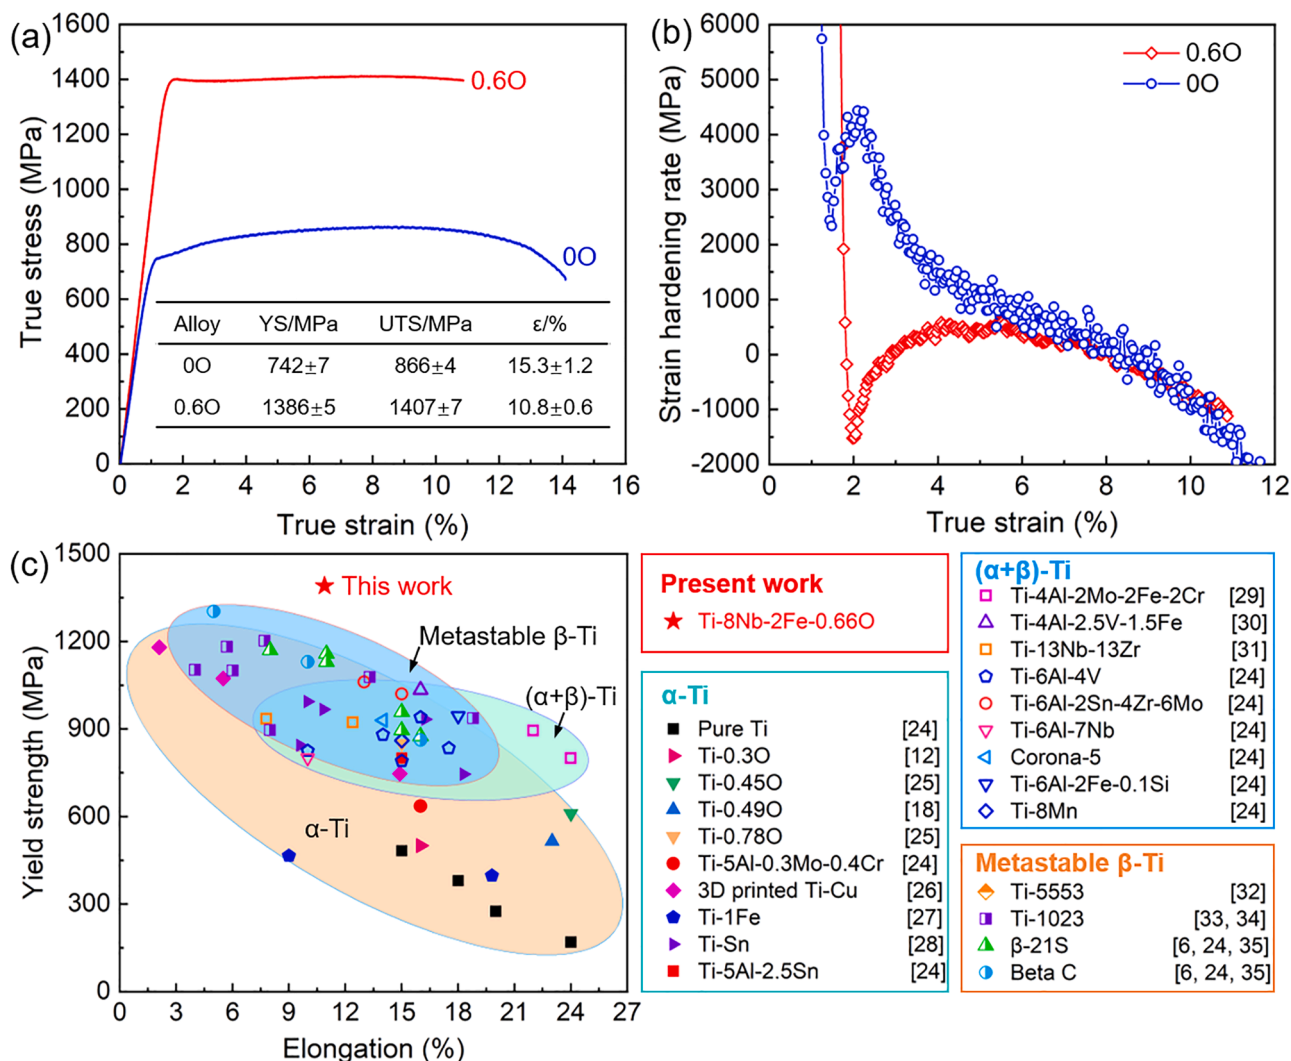 (a)
True stress (MPa)
1600
1400
1200
1000
800
600
400
200
0
0.6O
0O
Alloy YS/MPa UTS/MPa ε/%
0O 742±7 866±4 15.3±1.2
0.6O 1386±5 1407±7 10.8±0.6
0 2 4 6 8 10 12 14 16
True strain (%)
(b)
Strain hardening rate (MPa)
6000
5000
4000
3000
2000
1000
0
-1000
-2000
0.6O
0O
0 2 4 6 8 10 12
True strain (%)
(c)
Yield strength (MPa)
1500
1200
900
600
300
0
This work
Metastable β-Ti
(α+β)-Ti
α-Ti
0 3 6 9 12 15 18 21 24 27
Elongation (%)
Present work
Ti-8Nb-2Fe-0.66O
α-Ti
Pure Ti [24]
Ti-0.3O [12]
Ti-0.45O [25]
Ti-0.49O [18]
Ti-0.78O [25]
Ti-5Al-0.3Mo-0.4Cr [24]
3D printed Ti-Cu [26]
Ti-1Fe [27]
Ti-Sn [28]
Ti-5Al-2.5Sn [24]
(α+β)-Ti
Ti-4Al-2Mo-2Fe-2Cr [29]
Ti-4Al-2.5V-1.5Fe [30]
Ti-13Nb-13Zr [31]
Ti-6Al-4V [24]
Ti-6Al-2Sn-4Zr-6Mo [24]
Ti-6Al-7Nb [24]
Corona-5 [24]
Ti-6Al-2Fe-0.1Si [24]
Ti-8Mn [24]
Metastable β-Ti
Ti-5553 [32]
Ti-1023 [33, 34]
β-21S [6, 24, 35]
Beta C [6, 24, 35]